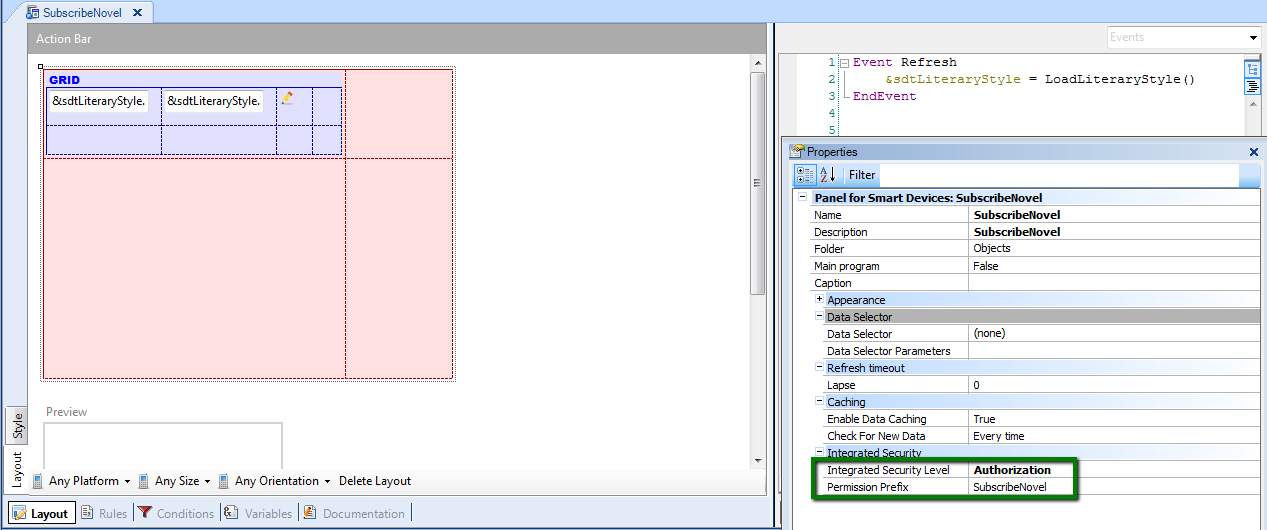 SubscribeNovel
Action Bar
GRID
&sdtLiteraryStyle. &sdtLiteraryStyle.
Preview
Style
Layout
Any Platform Any Size Any Orientation Delete Layout
Layout Rules Conditions Variables Documentation
Events
1 Event Refresh
2 &sdtLiteraryStyle = LoadLiteraryStyle()
3 EndEvent
4
5
Properties
Filter
Panel for Smart Devices: SubscribeNovel
Name SubscribeNovel
Description SubscribeNovel
Folder Objects
Main program False
Caption
Appearance
Data Selector
Data Selector (none)
Data Selector Parameters
Refresh timeout
Lapse 0
Caching
Enable Data Caching True
Check For New Data Every time
Integrated Security
Integrated Security Level Authorization
Permission Prefix SubscribeNovel